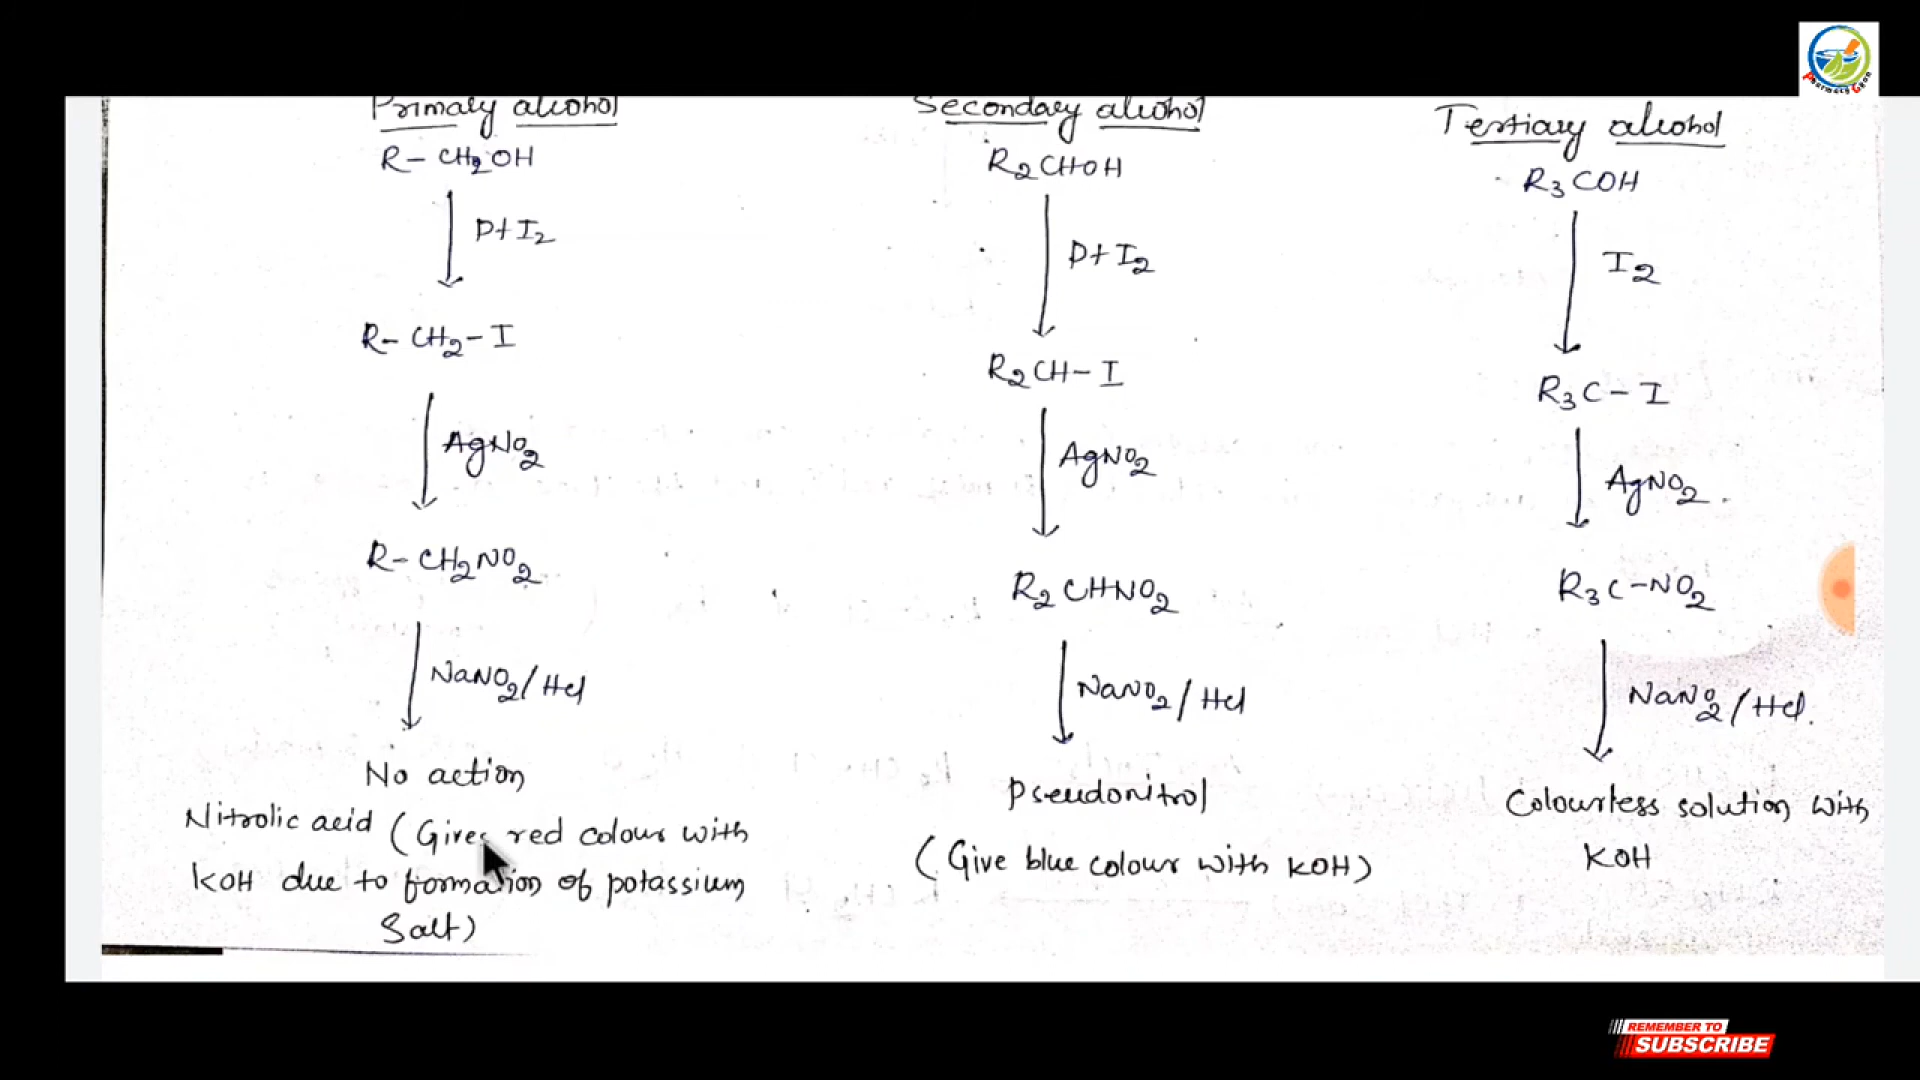 Primary alcohol
R-CH2OH
P+I2
R-CH2-I
AgNO2
R-CH2NO2
NaNO2/Hcl
No action
Nitrolic acid (Gives red colour with
KOH due to formation of potassium
Salt)
Secondary alcohol
R2CHOH
P+I2
R2CH-I
AgNO2
R2CHNO2
NaNO2/Hcl
Pseudonitrol
(Give blue colour with KOH)
Tertiary alcohol
R3COH
I2
R3C-I
AgNO2.
R3C-NO2
NaNO2/Hcl.
Colourless solution with
KOH
REMEMBER TO
SUBSCRIBE